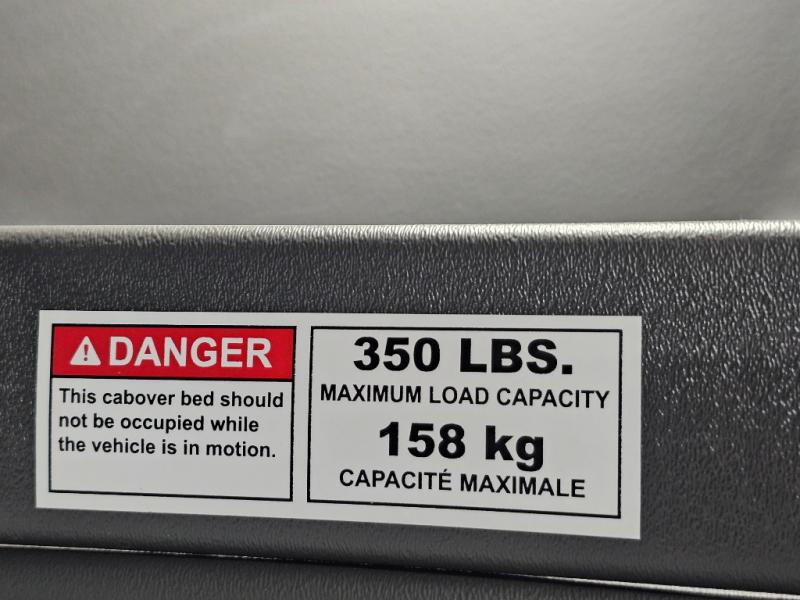 DANGER
This cabover bed should
not be occupied while
the vehicle is in motion.
350 LBS.
MAXIMUM LOAD CAPACITY
158 kg
CAPACITÉ MAXIMALE